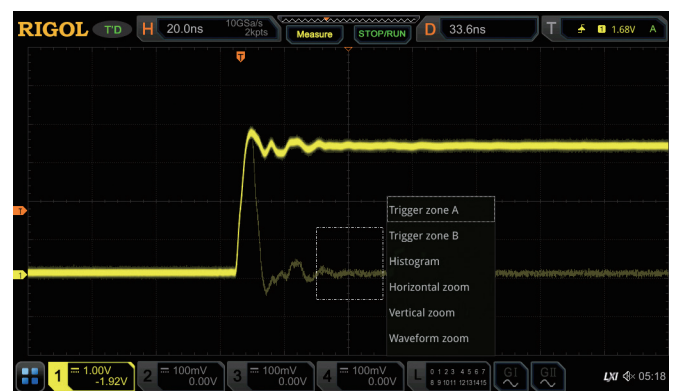 RIGOL T'D H 20.0ns 10GSa/s 2kpts Measure STOP/RUN D 33.6ns T 1 1.68V A
T
T
Trigger zone A
Trigger zone B
Histogram
1
Horizontal zoom
Vertical zoom
Waveform zoom
1 1.00V 2 100mV 3 100mV 4 100mV L 0 1 2 3 4 5 6 7 GI GII LXI 05:18
-1.92V 0.00V 0.00V 0.00V 8 9 10 11 12 13 14 15